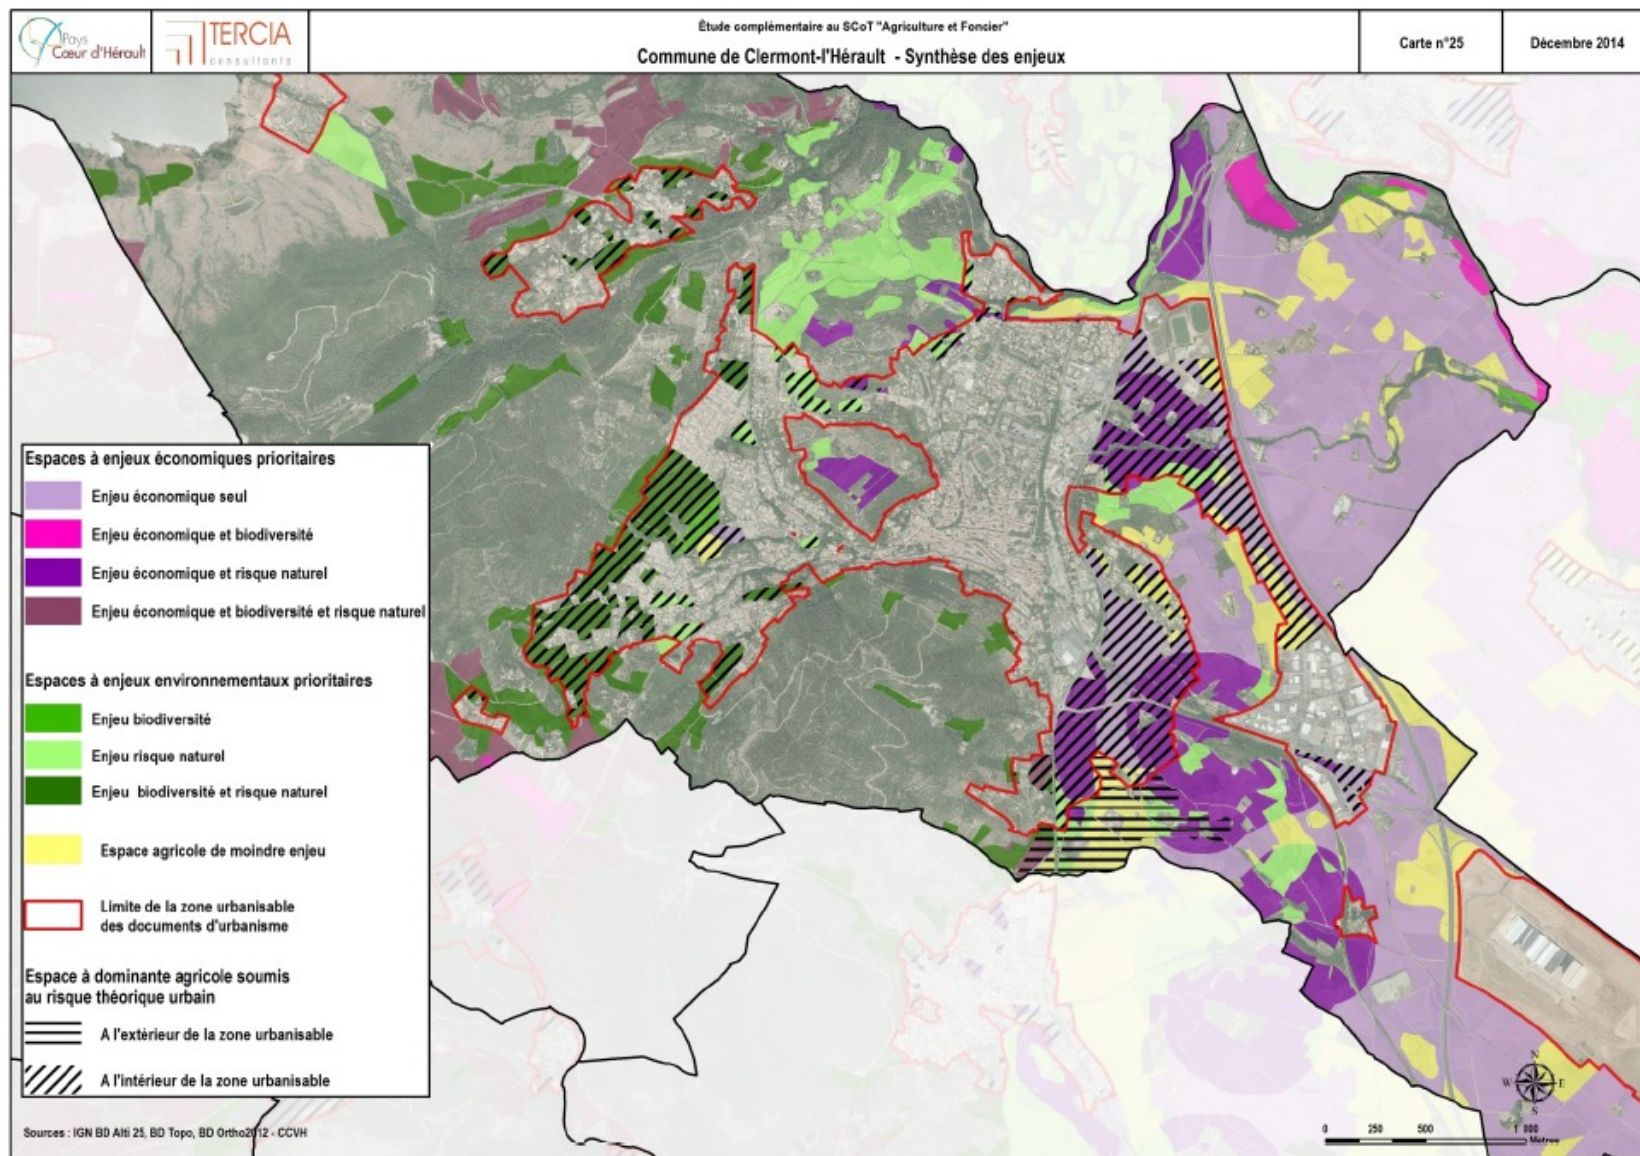 Pays
Cœur d'Hérault
TERCIA
consultants
Étude complémentaire au SCoT "Agriculture et Foncier"
Commune de Clermont-l'Hérault - Synthèse des enjeux
Carte n°25
Décembre 2014
Espaces à enjeux économiques prioritaires
Enjeu économique seul
Enjeu économique et biodiversité
Enjeu économique et risque naturel
Enjeu économique et biodiversité et risque naturel
Espaces à enjeux environnementaux prioritaires
Enjeu biodiversité
Enjeu risque naturel
Enjeu biodiversité et risque naturel
Espace agricole de moindre enjeu
Limite de la zone urbanisable
des documents d'urbanisme
Espace à dominante agricole soumis
au risque théorique urbain
A l'extérieur de la zone urbanisable
A l'intérieur de la zone urbanisable
Sources : IGN BD Alti 25, BD Topo, BD Ortho2012 - CCVH
N
W E
S
0 250 500 1 000
Mètres